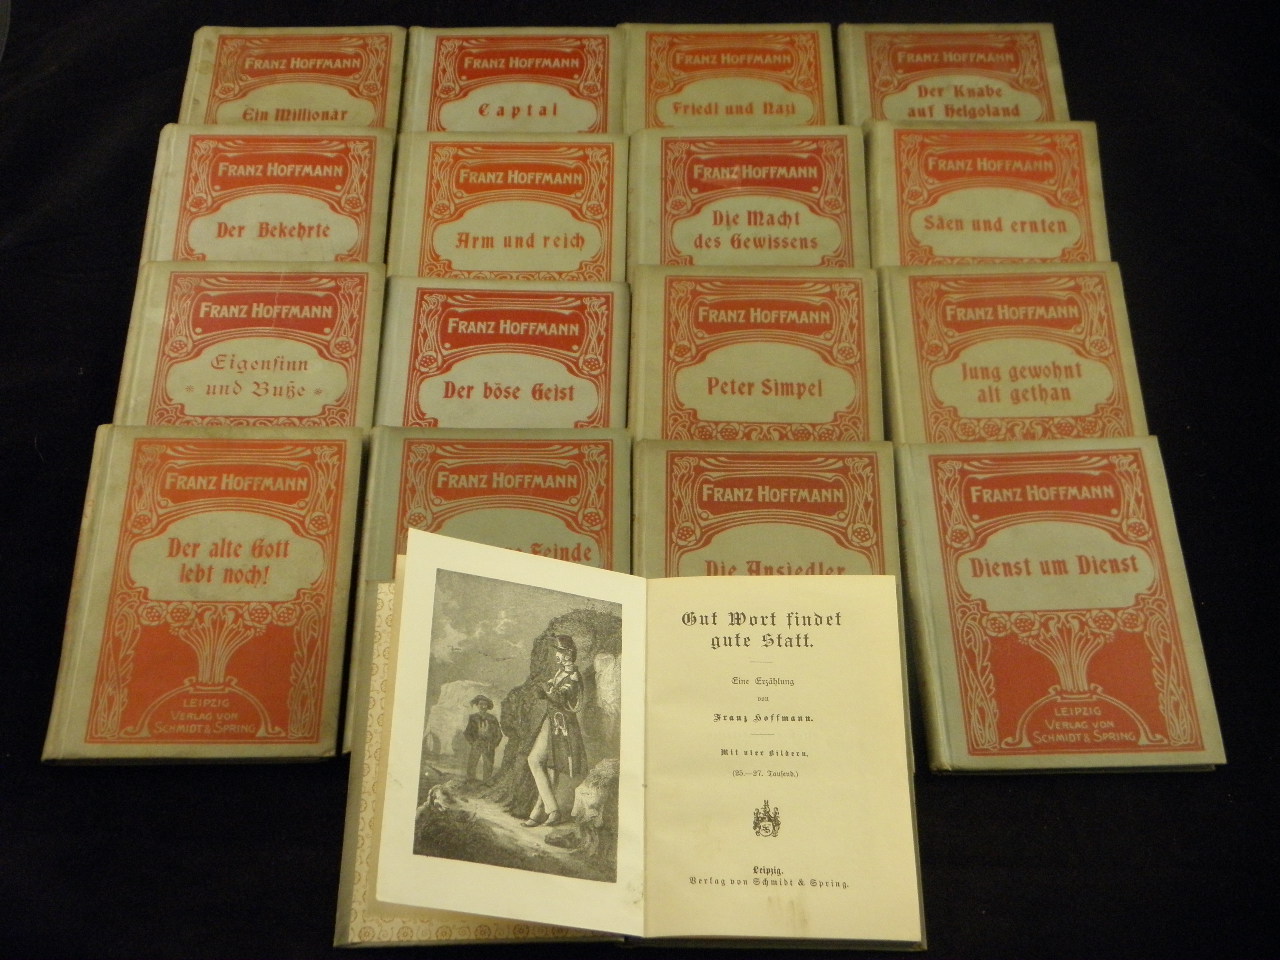 FRANZ HOFFMANN
Ein Millionär
FRANZ HOFFMANN
Captal
FRANZ HOFFMANN
Friedl und Nazi
FRANZ HOFFMANN
Der Knabe
auf Helgoland
FRANZ HOFFMANN
Der Bekehrte
FRANZ HOFFMANN
Arm und reich
FRANZ HOFFMANN
Die Macht
des Gewissens
FRANZ HOFFMANN
Säen und ernten
FRANZ HOFFMANN
Eigensinn
und Buße
FRANZ HOFFMANN
Der böse Geist
FRANZ HOFFMANN
Peter Simpel
FRANZ HOFFMANN
Jung gewohnt
alt gethan
FRANZ HOFFMANN
Der alte Gott
lebt noch!
LEIPZIG
VERLAG VON
SCHMIDT & SPRING
FRANZ HOFFMANN
Feinde
FRANZ HOFFMANN
Die Ansiedler
FRANZ HOFFMANN
Dienst um Dienst
LEIPZIG
VERLAG VON
SCHMIDT & SPRING
Gut Wort findet
gute Statt.
Eine Erzählung
von
Franz Hoffmann.
Mit vier Bildern.
(25.—27. Tausend.)
Leipzig.
Verlag von Schmidt & Spring.